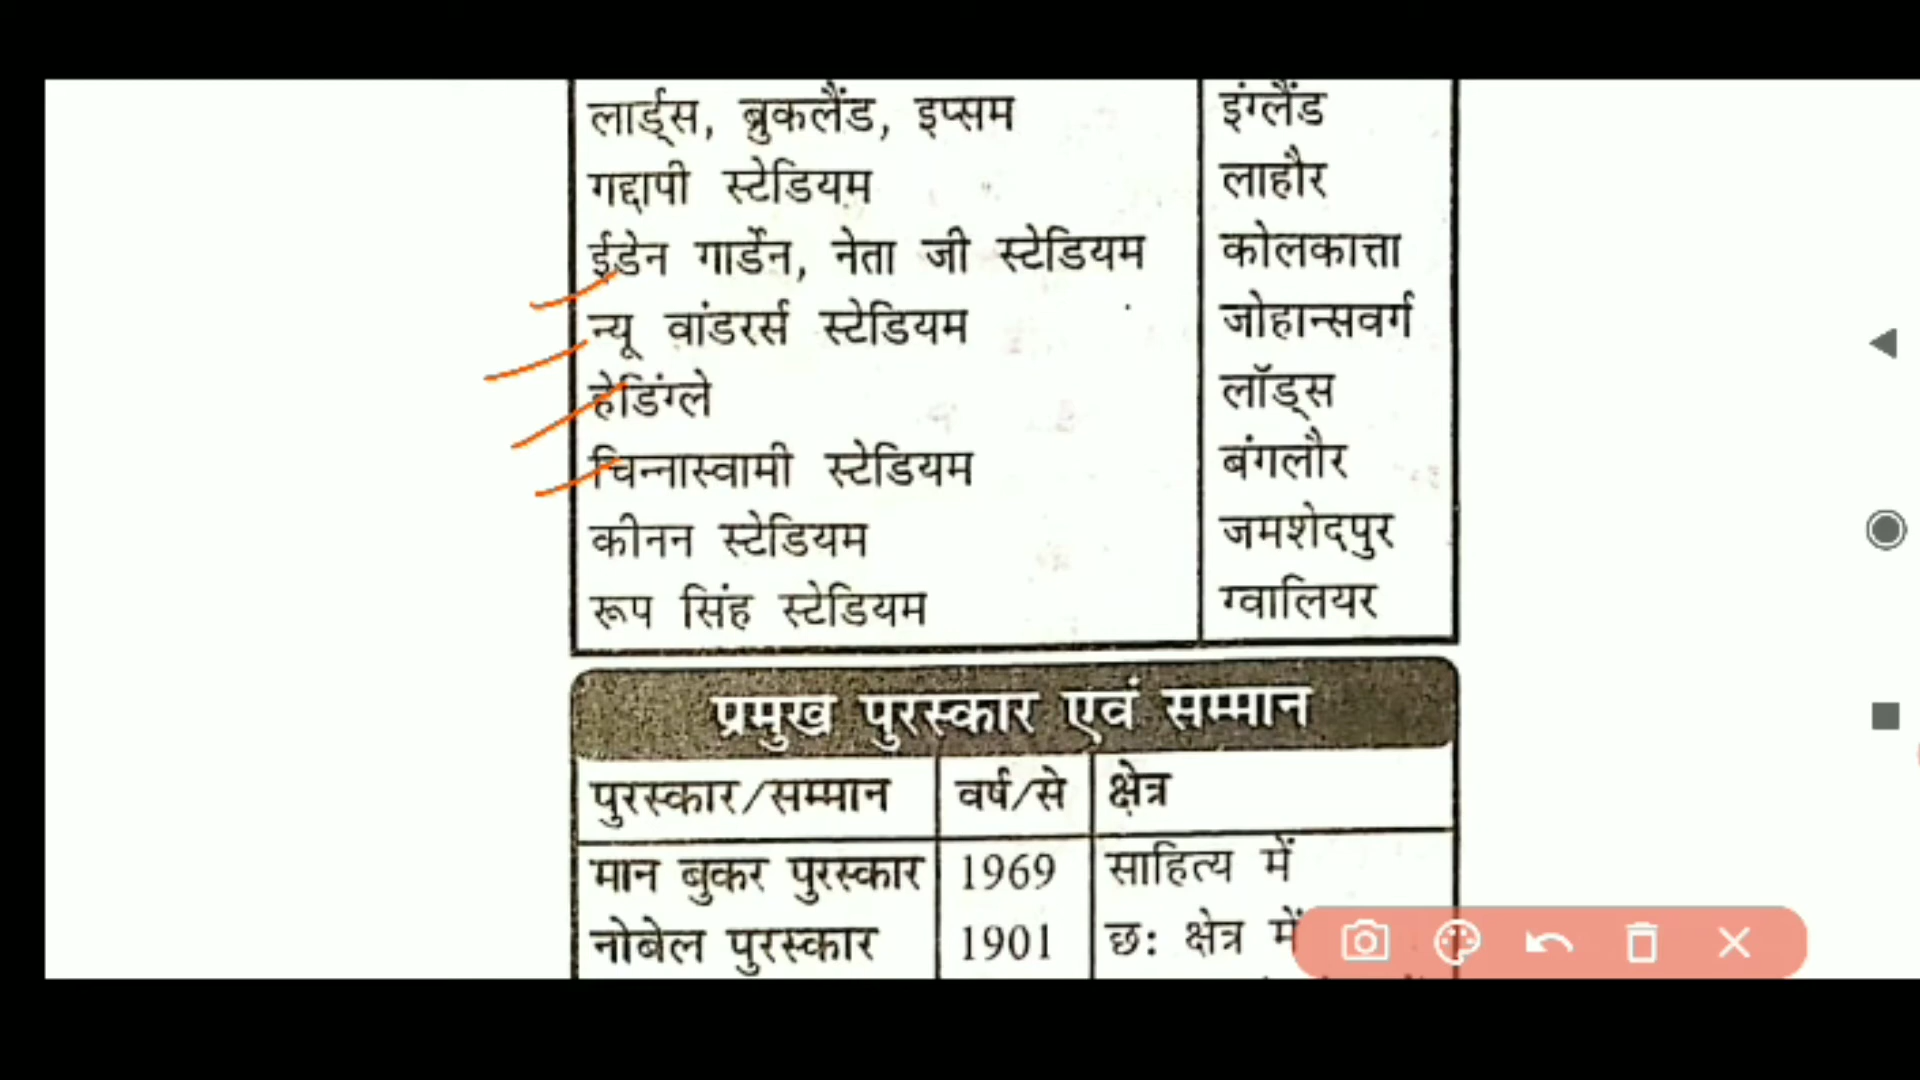 लार्ड्स, ब्रुकलैंड, इप्सम इंग्लैंड
गद्दापी स्टेडियम लाहौर
ईडेन गार्डेन, नेता जी स्टेडियम कोलकात्ता
न्यू वांडरर्स स्टेडियम जोहान्सवर्ग
हेडिंग्ले लॉड्स
चिन्नास्वामी स्टेडियम बंगलौर
कीनन स्टेडियम जमशेदपुर
रूप सिंह स्टेडियम ग्वालियर
प्रमुख पुरस्कार एवं सम्मान
पुरस्कार/सम्मान वर्ष/से क्षेत्र
मान बुकर पुरस्कार 1969 साहित्य में
नोबेल पुरस्कार 1901 छः क्षेत्र में